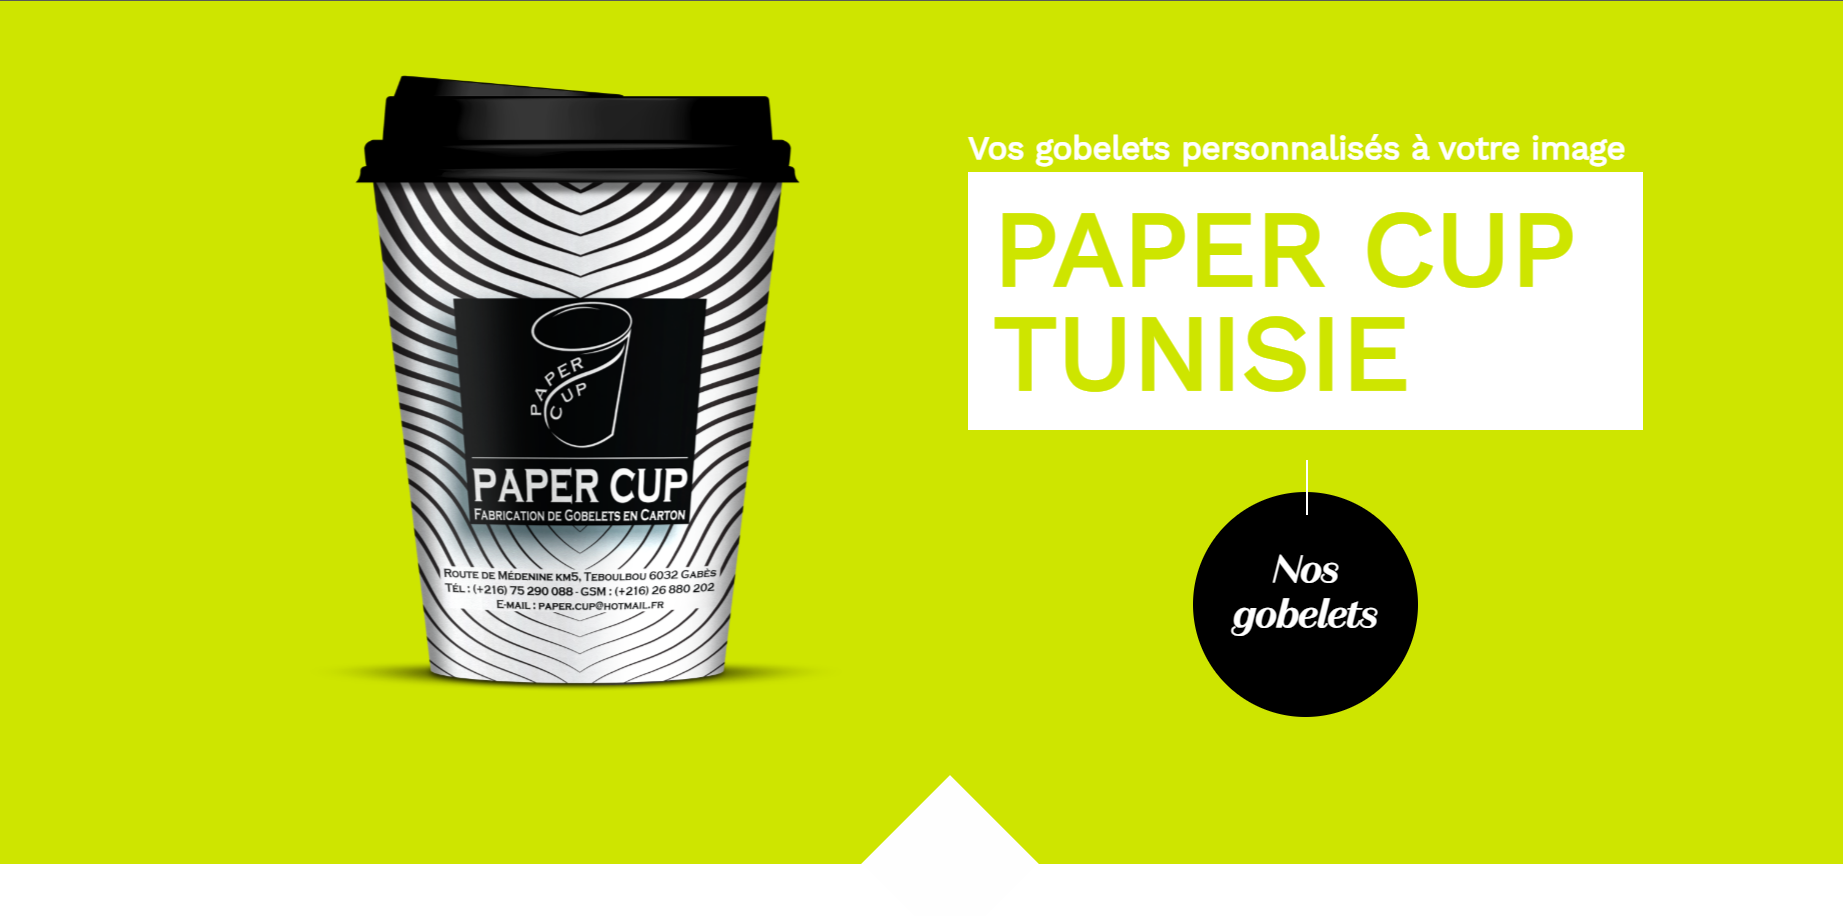 PAPER
CUP
PAPER CUP
FABRICATION DE GOBELETS EN CARTON
ROUTE DE MÉDENINE KM5, TEBOULBOU 6032 GABÈS
TÉL : (+216) 75 290 088 - GSM : (+216) 26 880 202
E-MAIL : PAPER.CUP@HOTMAIL.FR
Vos gobelets personnalisés à votre image
PAPER CUP
TUNISIE
Nos
gobelets